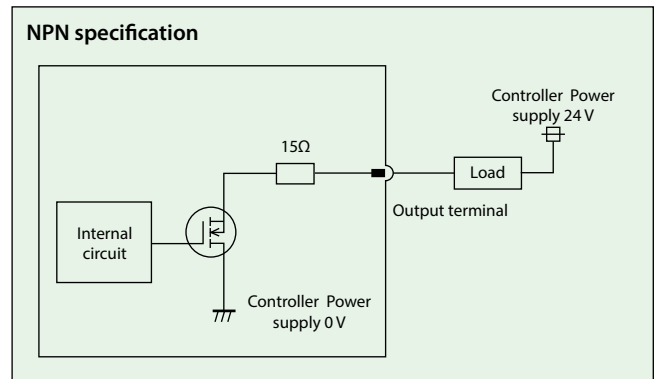 NPN specification
Controller Power
supply 24 V
15Ω
Load
Output terminal
Internal
circuit
Controller Power
supply 0 V